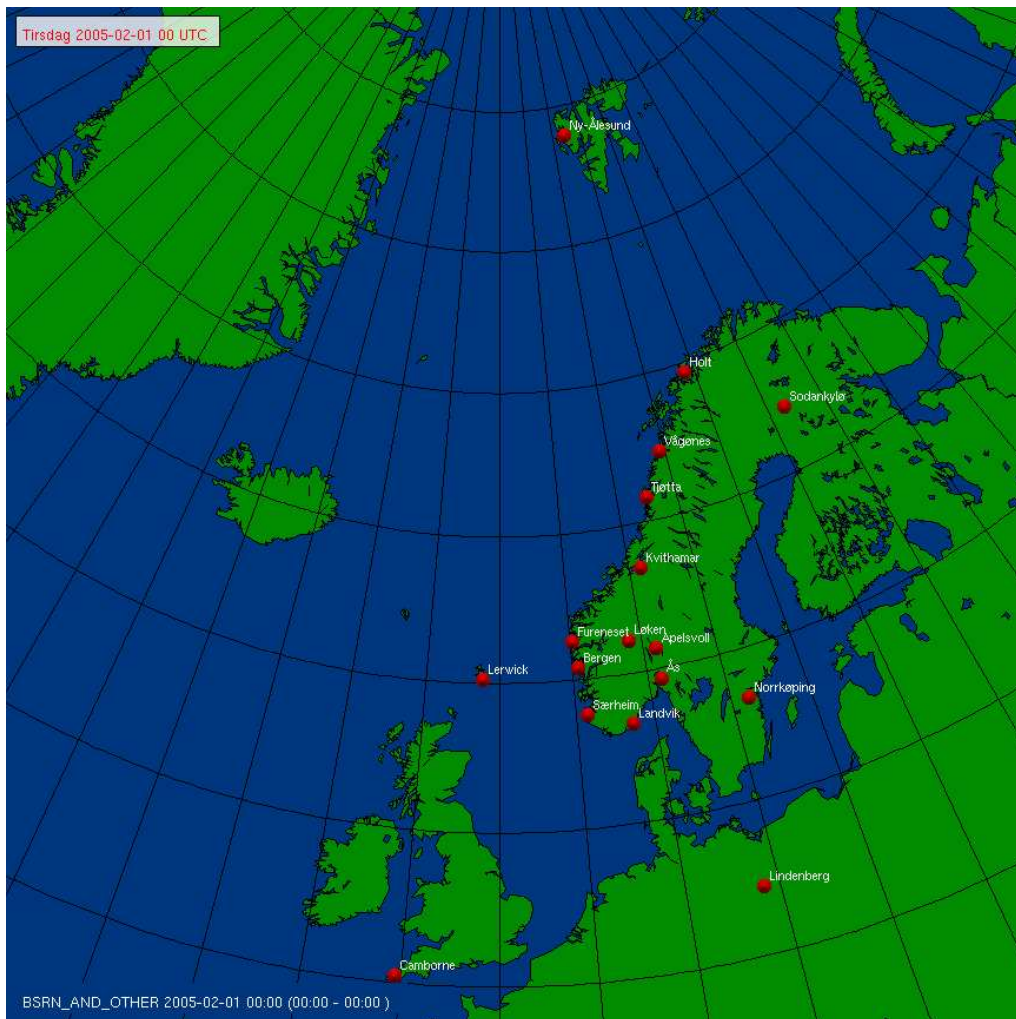 Tirsdag 2005-02-01 00 UTC
Ny-Ålesund
Holt
Sodankylø
Vågønes
Tjøtta
Kvithamar
Fureneset
Løken
Apelsvoll
Bergen
Lerwick
Ås
Norrkøping
Særheim
Landvik
Lindenberg
Camborne
BSRN_AND_OTHER 2005-02-01 00:00 (00:00 - 00:00 )